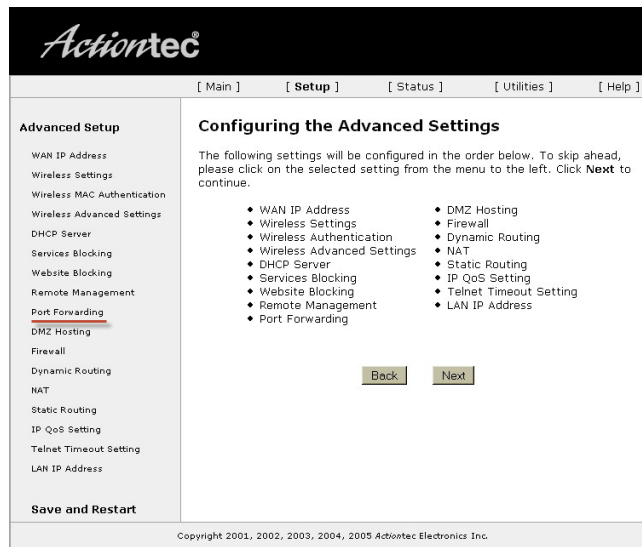 Actiontec
[ Main ] [ Setup ] [ Status ] [ Utilities ] [ Help ]
Advanced Setup
WAN IP Address
Wireless Settings
Wireless MAC Authentication
Wireless Advanced Settings
DHCP Server
Services Blocking
Website Blocking
Remote Management
Port Forwarding
DMZ Hosting
Firewall
Dynamic Routing
NAT
Static Routing
IP QoS Setting
Telnet Timeout Setting
LAN IP Address
Save and Restart
Configuring the Advanced Settings
The following settings will be configured in the order below. To skip ahead,
please click on the selected setting from the menu to the left. Click Next to
continue.
WAN IP Address
Wireless Settings
Wireless Authentication
Wireless Advanced Settings
DHCP Server
Services Blocking
Website Blocking
Remote Management
Port Forwarding
DMZ Hosting
Firewall
Dynamic Routing
NAT
Static Routing
IP QoS Setting
Telnet Timeout Setting
LAN IP Address
Back Next
Copyright 2001, 2002, 2003, 2004, 2005 Actiontec Electronics Inc.